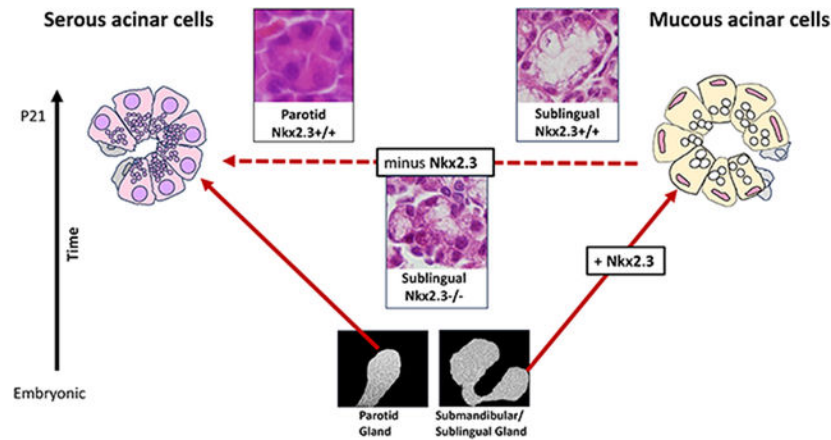 Serous acinar cells
Mucous acinar cells
P21
Parotid
Nkx2.3+/+
Sublingual
Nkx2.3+/+
minus Nkx2.3
Sublingual
Nkx2.3-/-
+ Nkx2.3
Time
Embryonic
Parotid
Gland
Submandibular/
Sublingual Gland